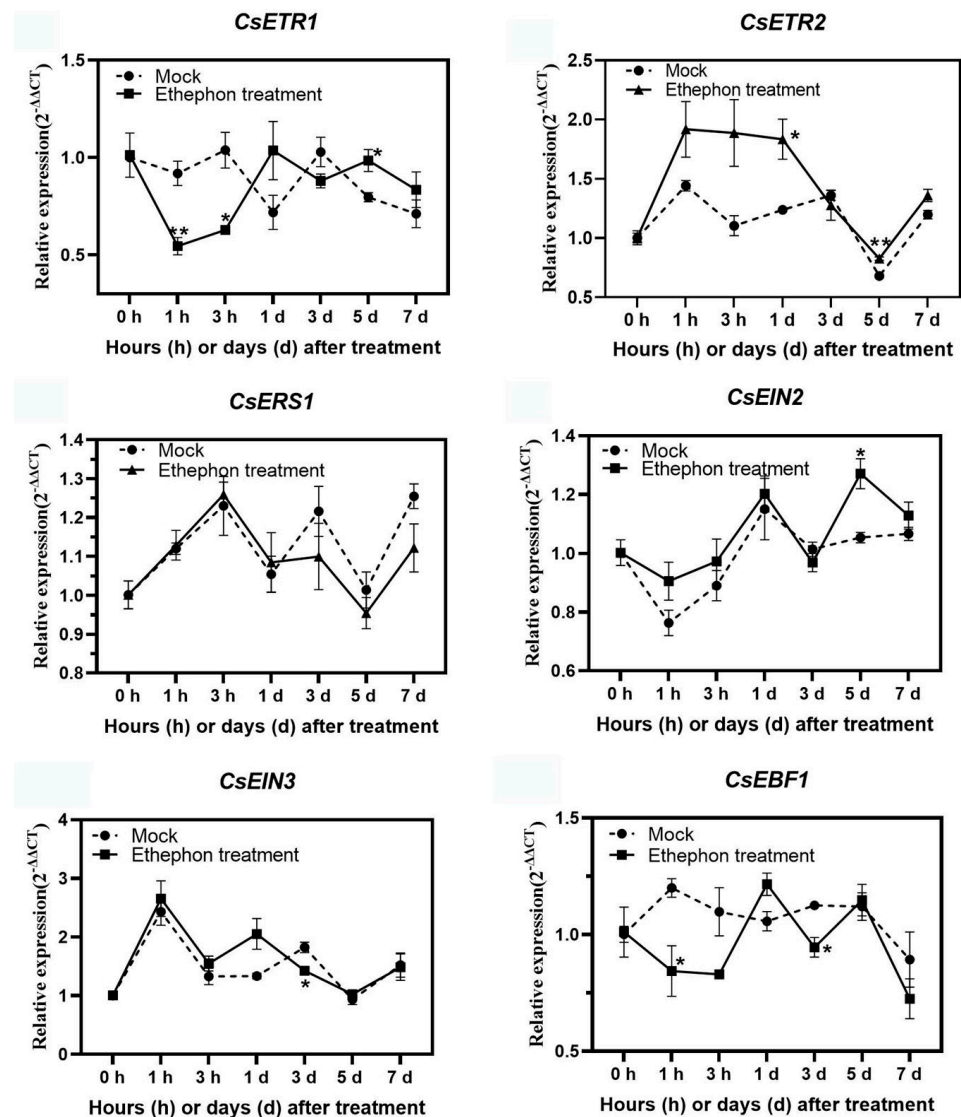 CsETR1
1.5
1.0
0.5
Relative expression(2-ΔΔCT)
Mock
Ethephon treatment
**
*
*
0 h 1 h 3 h 1 d 3 d 5 d 7 d
Hours (h) or days (d) after treatment
CsETR2
2.5
2.0
1.5
1.0
0.5
Relative expression(2-ΔΔCT)
Mock
Ethephon treatment
*
**
0 h 1 h 3 h 1 d 3 d 5 d 7 d
Hours (h) or days (d) after treatment
CsERS1
1.4
1.3
1.2
1.1
1.0
0.9
0.8
Relative expression(2-ΔΔCT)
Mock
Ethephon treatment
0 h 1 h 3 h 1 d 3 d 5 d 7 d
Hours (h) or days (d) after treatment
CsEIN2
1.4
1.2
1.0
0.8
0.6
Relative expression(2-ΔΔCT)
Mock
Ethephon treatment
*
0 h 1 h 3 h 1 d 3 d 5 d 7 d
Hours (h) or days (d) after treatment
CsEIN3
4
3
2
1
0
Relative expression(2-ΔΔCT)
Mock
Ethephon treatment
*
0 h 1 h 3 h 1 d 3 d 5 d 7 d
Hours (h) or days (d) after treatment
CsEBF1
1.5
1.0
0.5
Relative expression(2-ΔΔCT)
Mock
Ethephon treatment
*
*
0 h 1 h 3 h 1 d 3 d 5 d 7 d
Hours (h) or days (d) after treatment